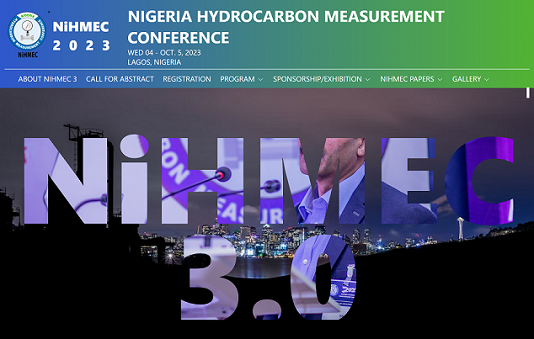 NiHMEC
NiHMEC
2 0 2 3
NIGERIA HYDROCARBON MEASUREMENT
CONFERENCE
WED 04 - OCT. 5, 2023
LAGOS, NIGERIA
ABOUT NIHMEC 3 CALL FOR ABSTRACT REGISTRATION PROGRAM SPONSORSHIP/EXHIBITION NIHMEC PAPERS GALLERY
NiHMEC
3.0